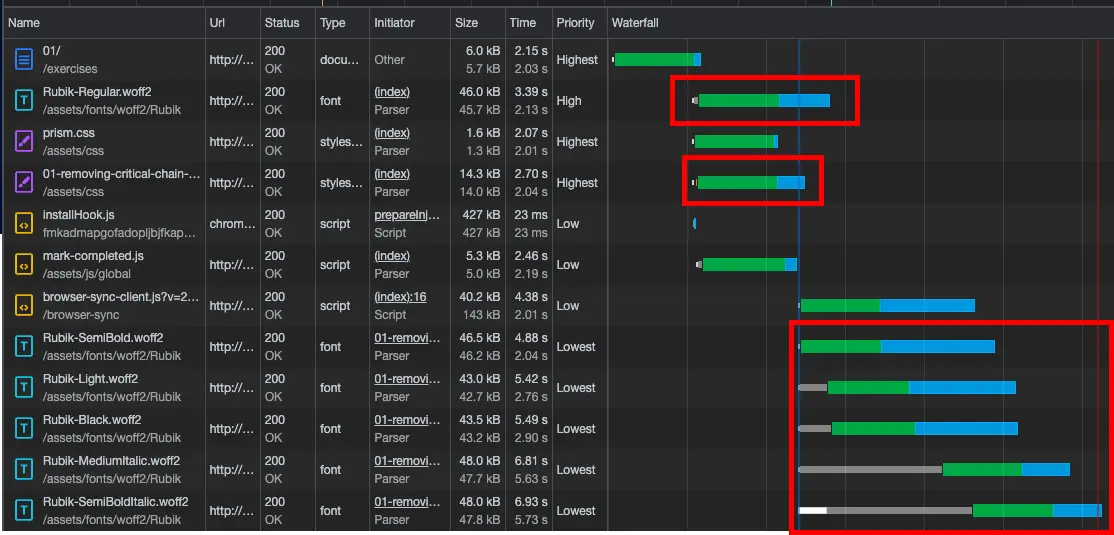 Name Url Status Type Initiator Size Time Priority Waterfall
01/ 200 6.0 kB 2.15 s
/exercises http://… OK docu… Other 5.7 kB 2.03 s Highest
Rubik-Regular.woff2 200 (index) 46.0 kB 3.39 s
/assets/fonts/woff2/Rubik http://… OK font Parser 45.7 kB 2.13 s High
prism.css 200 (index) 1.6 kB 2.07 s
/assets/css http://… OK styles… Parser 1.3 kB 2.01 s Highest
01-removing-critical-chain-… 200 (index) 14.3 kB 2.70 s
/assets/css http://… OK styles… Parser 14.0 kB 2.04 s Highest
installHook.js 200 prepareInj… 427 kB 23 ms
fmkadmapgofadopljbjfkap… chrom… OK script Script 427 kB 23 ms Low
mark-completed.js 200 (index) 5.3 kB 2.46 s
/assets/js/global http://… OK script Parser 5.0 kB 2.19 s Low
browser-sync-client.js?v=2… 200 (index):16 40.2 kB 4.38 s
/browser-sync http://… OK script Script 143 kB 2.01 s Low
Rubik-SemiBold.woff2 200 01-removi… 46.5 kB 4.88 s
/assets/fonts/woff2/Rubik http://… OK font Parser 46.2 kB 2.04 s Lowest
Rubik-Light.woff2 200 01-removi… 43.0 kB 5.42 s
/assets/fonts/woff2/Rubik http://… OK font Parser 42.7 kB 2.76 s Lowest
Rubik-Black.woff2 200 01-removi… 43.5 kB 5.49 s
/assets/fonts/woff2/Rubik http://… OK font Parser 43.2 kB 2.90 s Lowest
Rubik-MediumItalic.woff2 200 01-removi… 48.0 kB 6.81 s
/assets/fonts/woff2/Rubik http://… OK font Parser 47.7 kB 5.63 s Lowest
Rubik-SemiBoldItalic.woff2 200 01-removi… 48.0 kB 6.93 s
/assets/fonts/woff2/Rubik http://… OK font Parser 47.8 kB 5.73 s Lowest